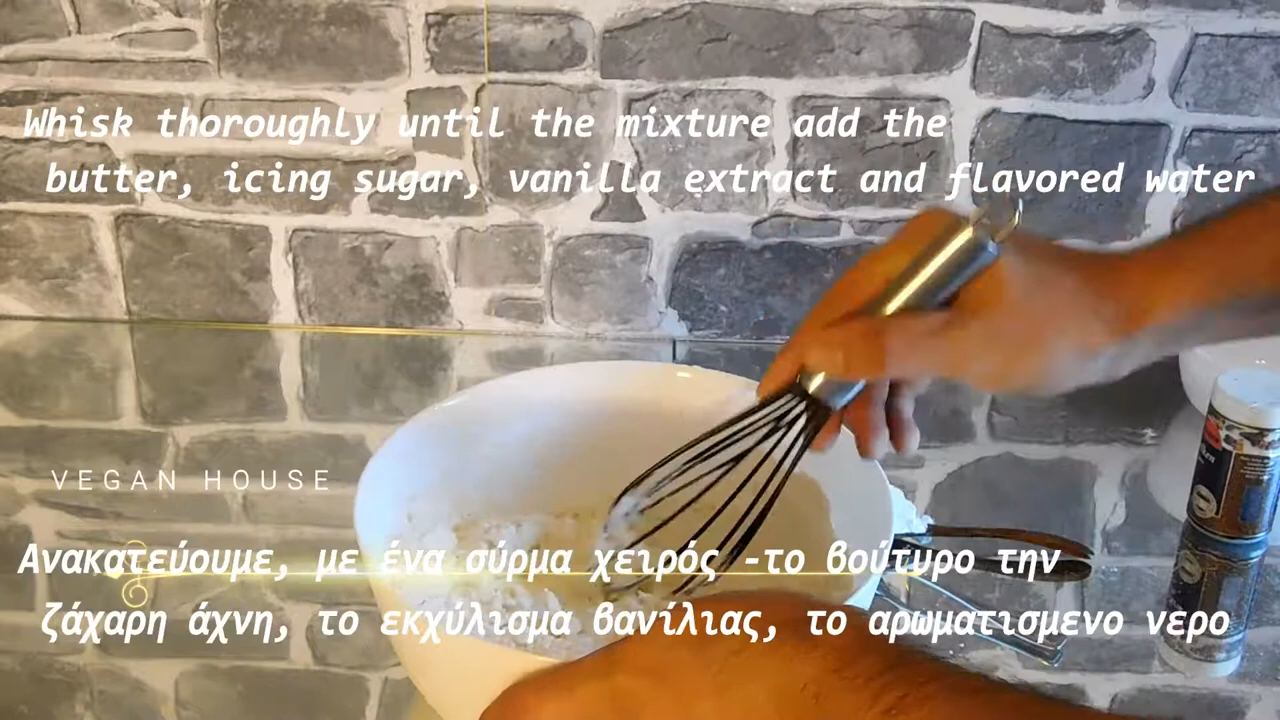 Whisk thoroughly until the mixture add the
butter, icing sugar, vanilla extract and flavored water
VEGAN HOUSE
Ανακατεύουμε, με ένα σύρμα χειρός -το βούτυρο την
ζάχαρη άχνη, το εκχύλισμα βανίλιας, το αρωματισμενο νερο